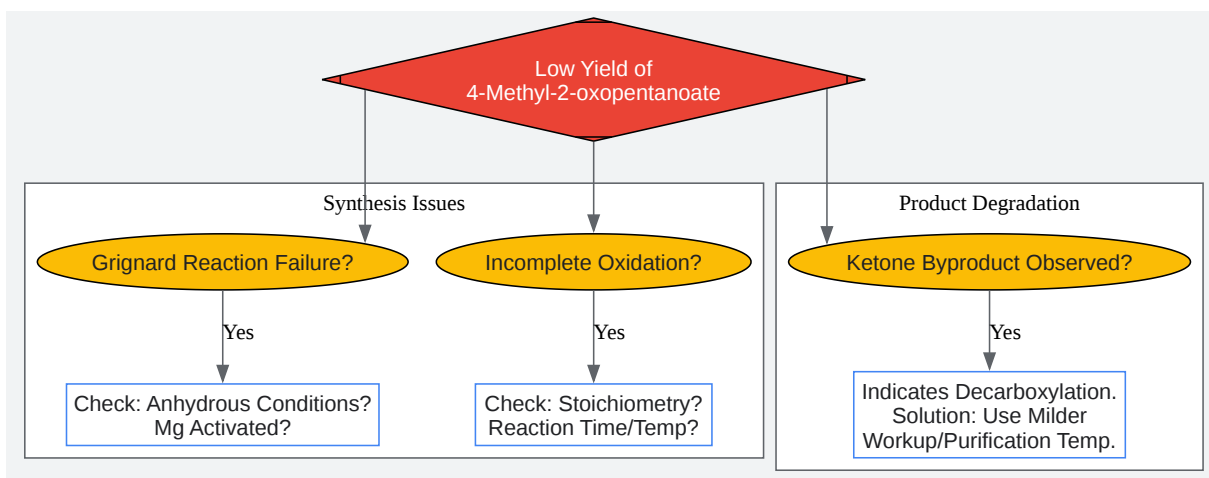 Low Yield of
4-Methyl-2-oxopentanoate
Synthesis Issues
Product Degradation
Grignard Reaction Failure?
Incomplete Oxidation?
Ketone Byproduct Observed?
Yes
Yes
Yes
Check: Anhydrous Conditions?
Mg Activated?
Check: Stoichiometry?
Reaction Time/Temp?
Indicates Decarboxylation.
Solution: Use Milder
Workup/Purification Temp.